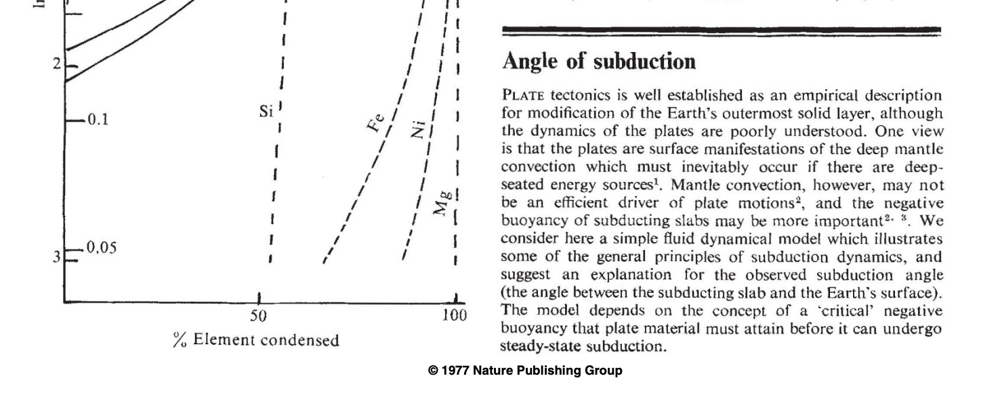 2
Si
0.1
Fe
Ni
Mg
0.05
3
50
100
% Element condensed
Angle of subduction
PLATE tectonics is well established as an empirical description
for modification of the Earth's outermost solid layer, although
the dynamics of the plates are poorly understood. One view
is that the plates are surface manifestations of the deep mantle
convection which must inevitably occur if there are deep-
seated energy sources¹. Mantle convection, however, may not
be an efficient driver of plate motions², and the negative
buoyancy of subducting slabs may be more important²· ³. We
consider here a simple fluid dynamical model which illustrates
some of the general principles of subduction dynamics, and
suggest an explanation for the observed subduction angle
(the angle between the subducting slab and the Earth's surface).
The model depends on the concept of a 'critical' negative
buoyancy that plate material must attain before it can undergo
steady-state subduction.
© 1977 Nature Publishing Group